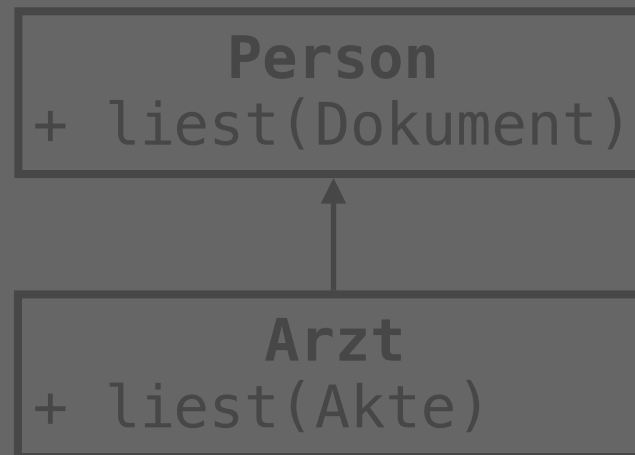 Person
+ liest(Dokument)
Arzt
+ liest(Akte)